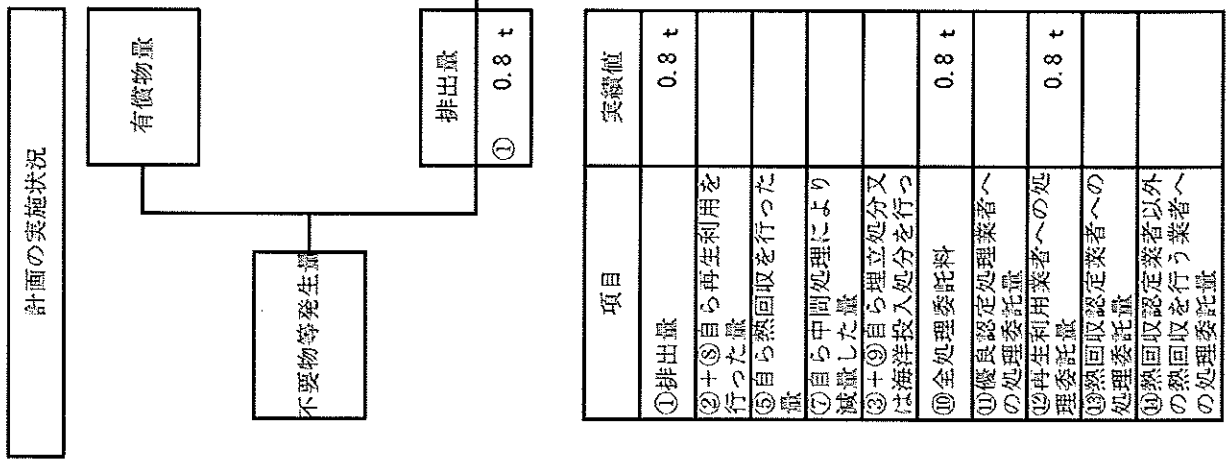 計画の実施状況
有償物量
不要物等発生量
排出量
① 0.8 t
項目 実績値
①排出量 0.8 t
②+⑧自ら再生利用を
行った量
⑤自ら熱回収を行った
量
⑦自ら中間処理により
減量した量
③+⑨自ら埋立処分又
は海洋投入処分を行っ
⑩全処理委託料 0.8 t
⑪優良認定処理業者へ
の処理委託量
⑫再生利用業者への処
理委託量 0.8 t
⑬熱回収認定業者への
処理委託量
⑭熱回収認定業者以外
の熱回収を行う業者へ
の処理委託量